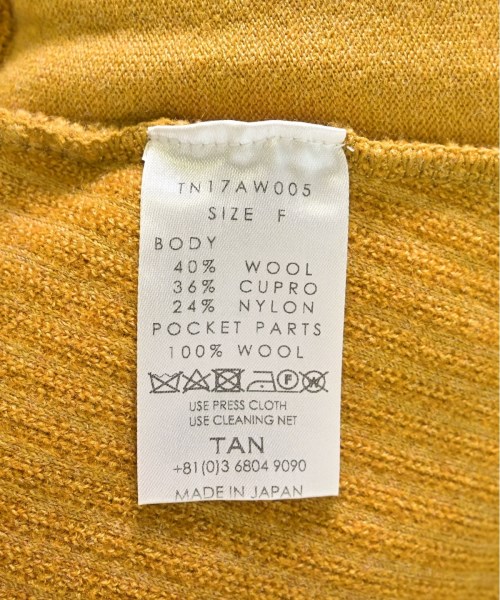 TN17AW005
SIZE F
BODY
40% WOOL
36% CUPRO
24% NYLON
POCKET PARTS
100% WOOL
F W
USE PRESS CLOTH
USE CLEANING NET
TAN
+81(0)3 6804 9090
MADE IN JAPAN